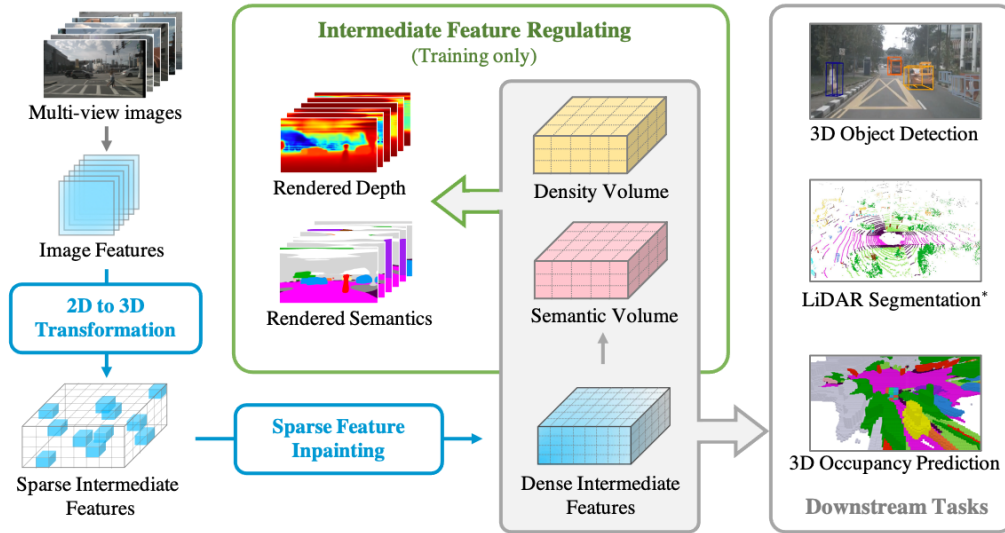 Multi-view images
Image Features
2D to 3D
Transformation
Sparse Intermediate
Features
Sparse Feature
Inpainting
Intermediate Feature Regulating
(Training only)
Rendered Depth
Rendered Semantics
Density Volume
Semantic Volume
Dense Intermediate
Features
3D Object Detection
LiDAR Segmentation*
3D Occupancy Prediction
Downstream Tasks